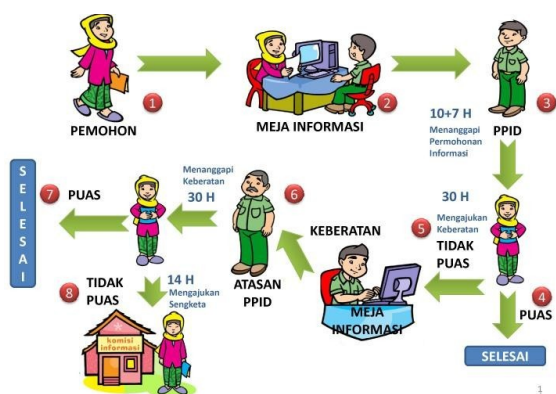 1
PEMOHON
2
MEJA INFORMASI
3
PPID
10+7 H
Menanggapi
Permohonan
Informasi
30 H
Mengajukan
Keberatan
5
TIDAK
PUAS
4
PUAS
SELESAI
KEBERATAN
MEJA
INFORMASI
6
ATASAN
PPID
Menanggapi
Keberatan
30 H
7
PUAS
SELESAI
8
TIDAK
PUAS
14 H
Mengajukan
Sengketa
komisi
informasi
1